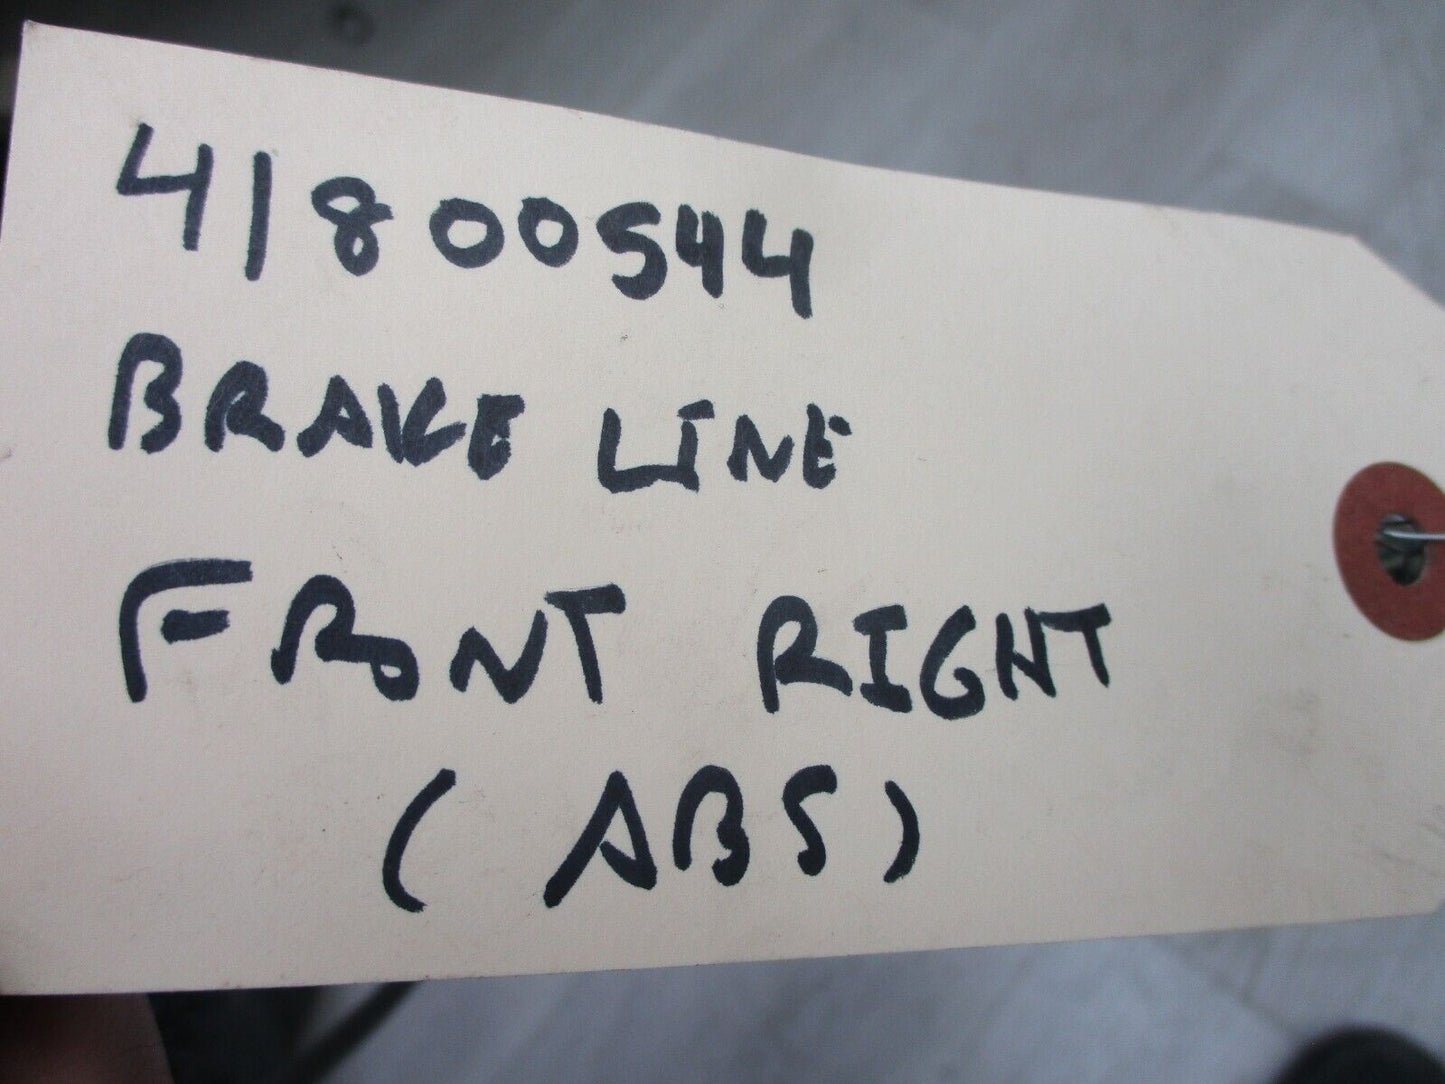 41800544
BRAKE LINE
FRONT RIGHT
(ABS)